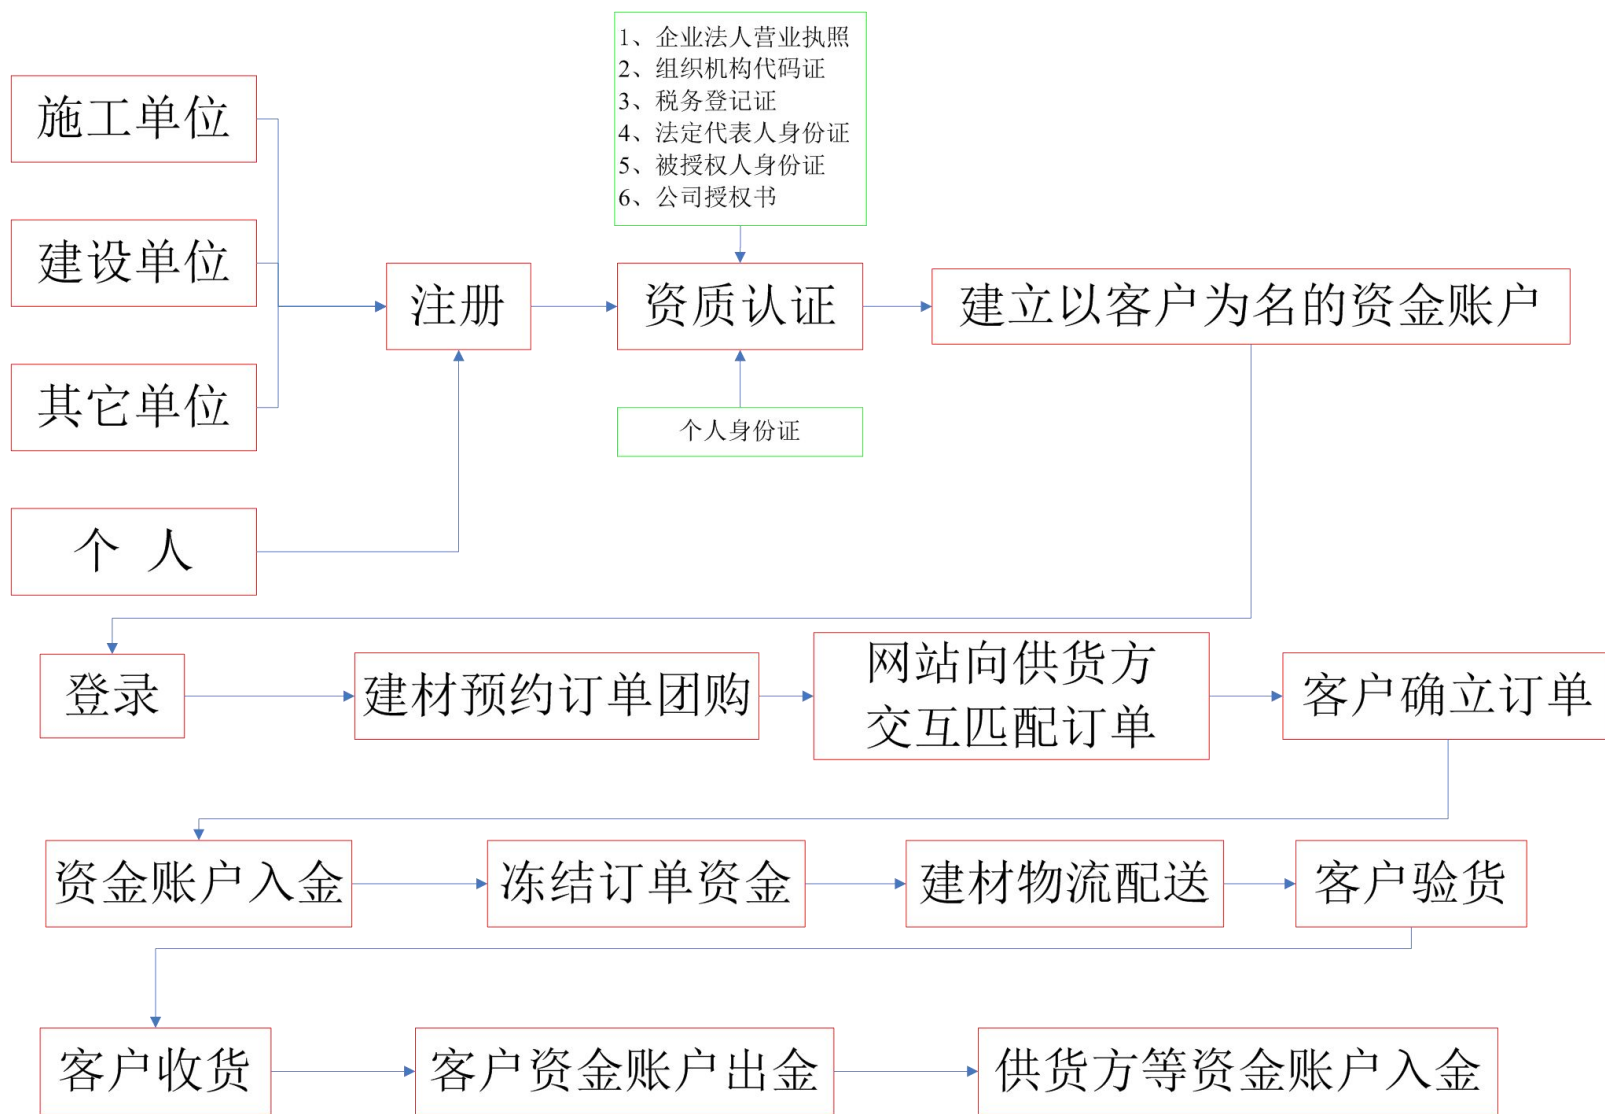 1、企业法人营业执照
2、组织机构代码证
3、税务登记证
4、法定代表人身份证
5、被授权人身份证
6、公司授权书
施工单位
建设单位
其它单位
个 人
注册
资质认证
建立以客户为名的资金账户
个人身份证
登录
建材预约订单团购
网站向供货方
交互匹配订单
客户确立订单
资金账户入金
冻结订单资金
建材物流配送
客户验货
客户收货
客户资金账户出金
供货方等资金账户入金